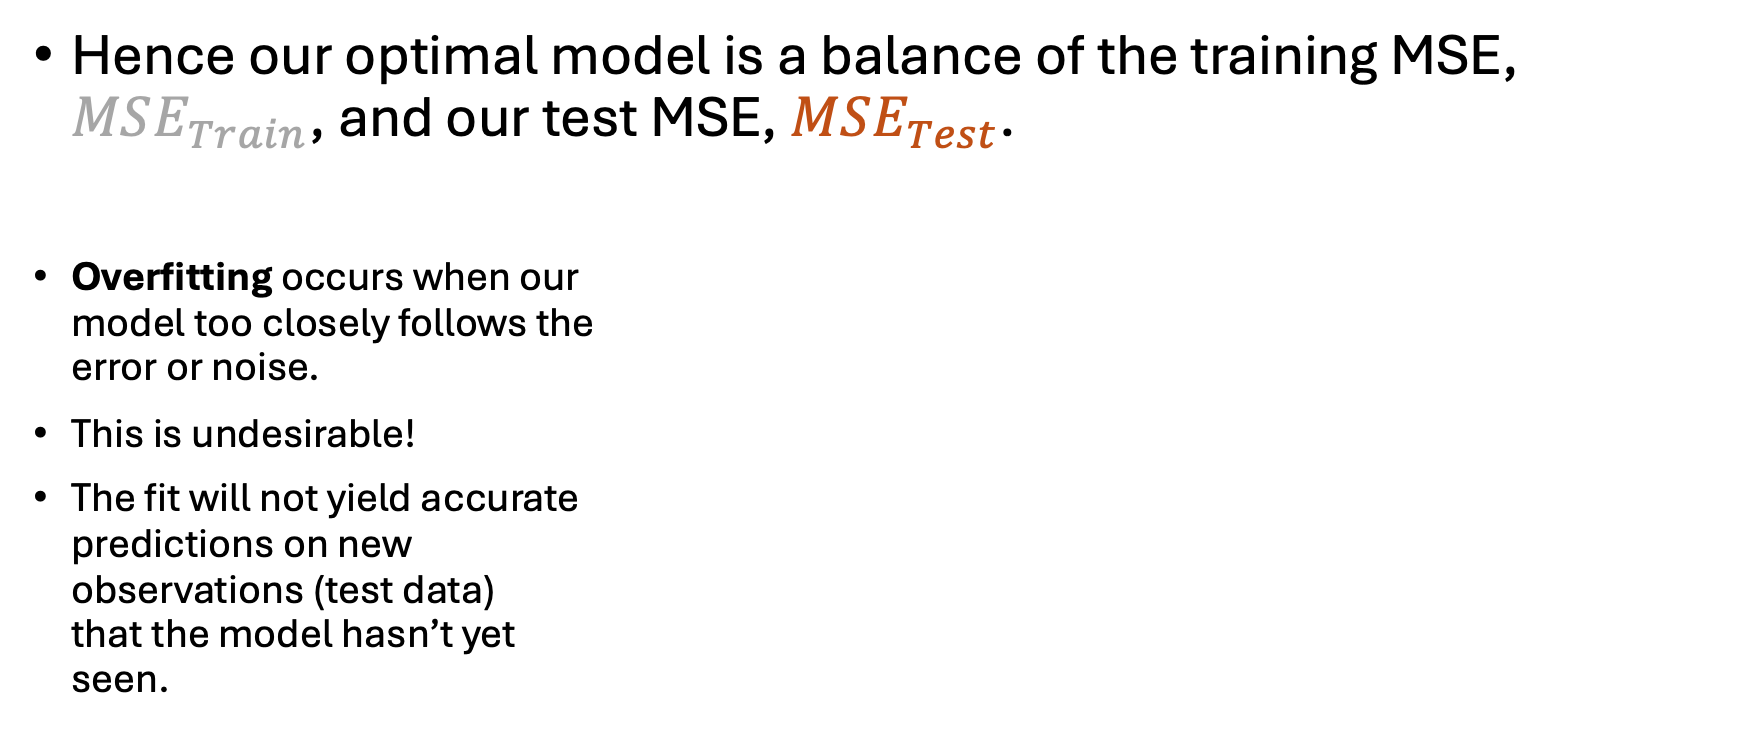 • Hence our optimal model is a balance of the training MSE,
MSE_Train, and our test MSE, MSE_Test.
• Overfitting occurs when our
model too closely follows the
error or noise.
• This is undesirable!
• The fit will not yield accurate
predictions on new
observations (test data)
that the model hasn’t yet
seen.